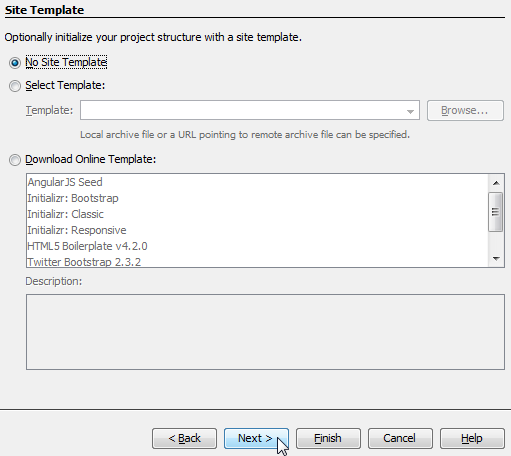 Site Template
Optionally initialize your project structure with a site template.
No Site Template
Select Template:
Template:
Browse...
Local archive file or a URL pointing to remote archive file can be specified.
Download Online Template:
AngularJS Seed
Initializr: Bootstrap
Initializr: Classic
Initializr: Responsive
HTML5 Boilerplate v4.2.0
Twitter Bootstrap 2.3.2
Description:
< Back
Next >
Finish
Cancel
Help